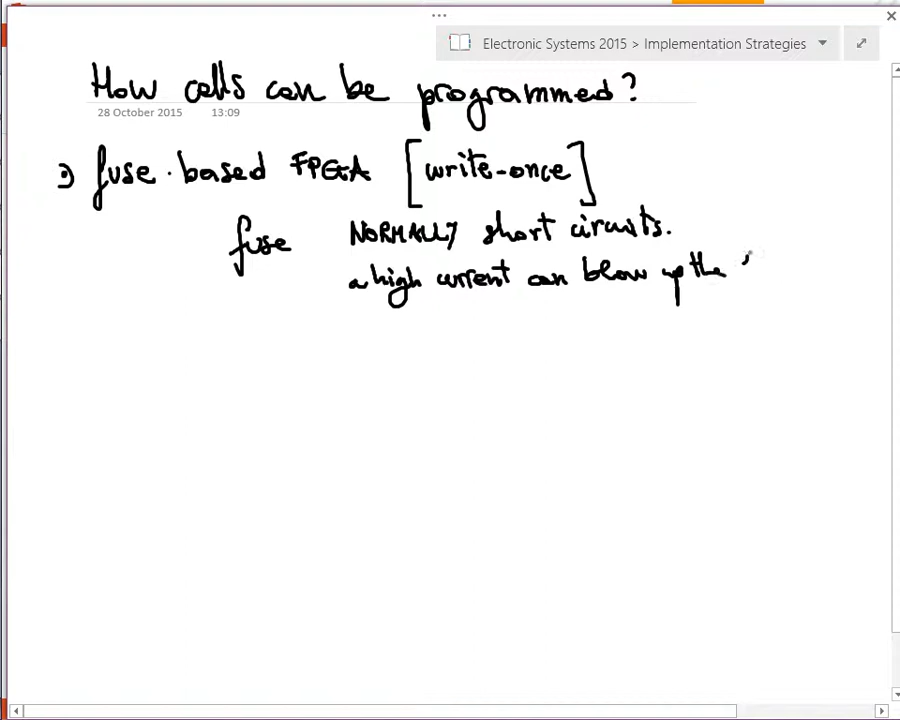 Electronic Systems 2015 > Implementation Strategies
How cells can be programmed?
28 October 2015 13:09
fuse-based FPGA [write-once]
fuse NORMALLY short circuits.
a high current can blow up the